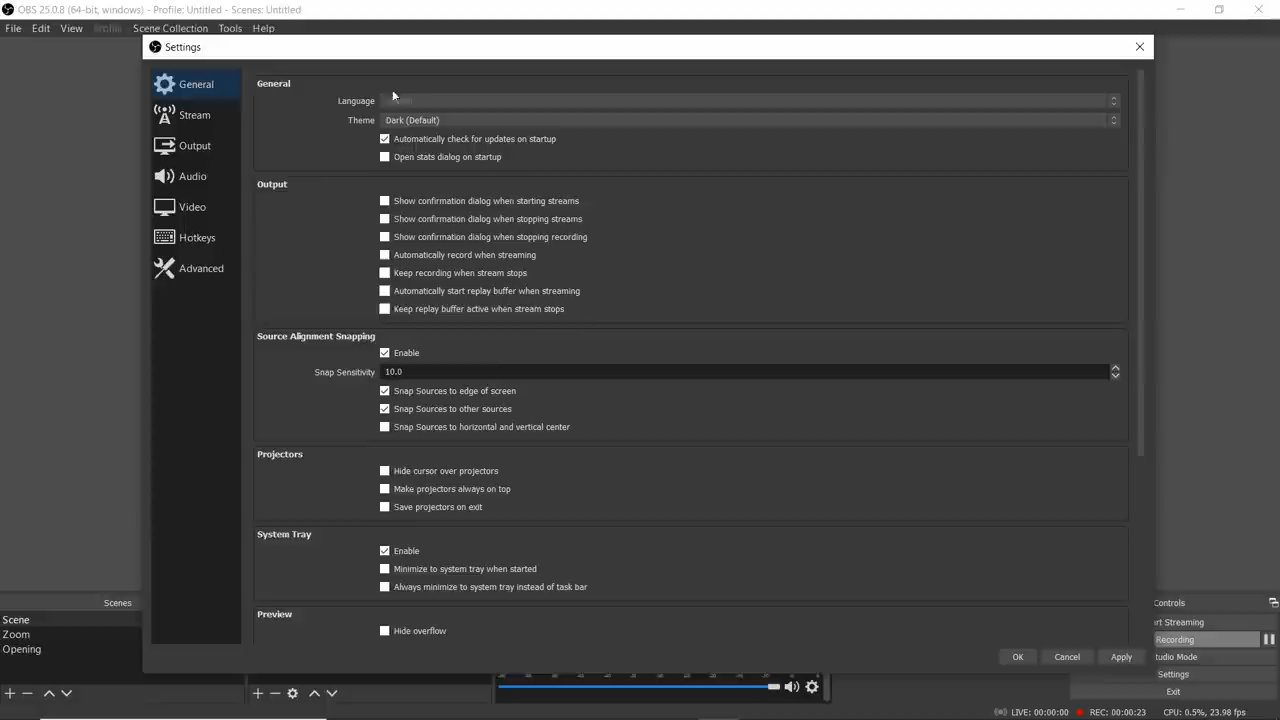 OBS 25.0.8 (64-bit, windows) - Profile: Untitled - Scenes: Untitled
File Edit View Profile Scene Collection Tools Help
Settings
General
Stream
Output
Audio
Video
Hotkeys
Advanced
General
Language
Theme Dark (Default)
Automatically check for updates on startup
Open stats dialog on startup
Output
Show confirmation dialog when starting streams
Show confirmation dialog when stopping streams
Show confirmation dialog when stopping recording
Automatically record when streaming
Keep recording when stream stops
Automatically start replay buffer when streaming
Keep replay buffer active when stream stops
Source Alignment Snapping
Enable
Snap Sensitivity 10.0
Snap Sources to edge of screen
Snap Sources to other sources
Snap Sources to horizontal and vertical center
Projectors
Hide cursor over projectors
Make projectors always on top
Save projectors on exit
System Tray
Enable
Minimize to system tray when started
Always minimize to system tray instead of task bar
Preview
Hide overflow
OK Cancel Apply
Scenes
Scene
Zoom
Opening
Controls
rt Streaming
Recording
tudio Mode
Settings
Exit
LIVE: 00:00:00 REC: 00:00:23 CPU: 0.5%, 23.98 fps